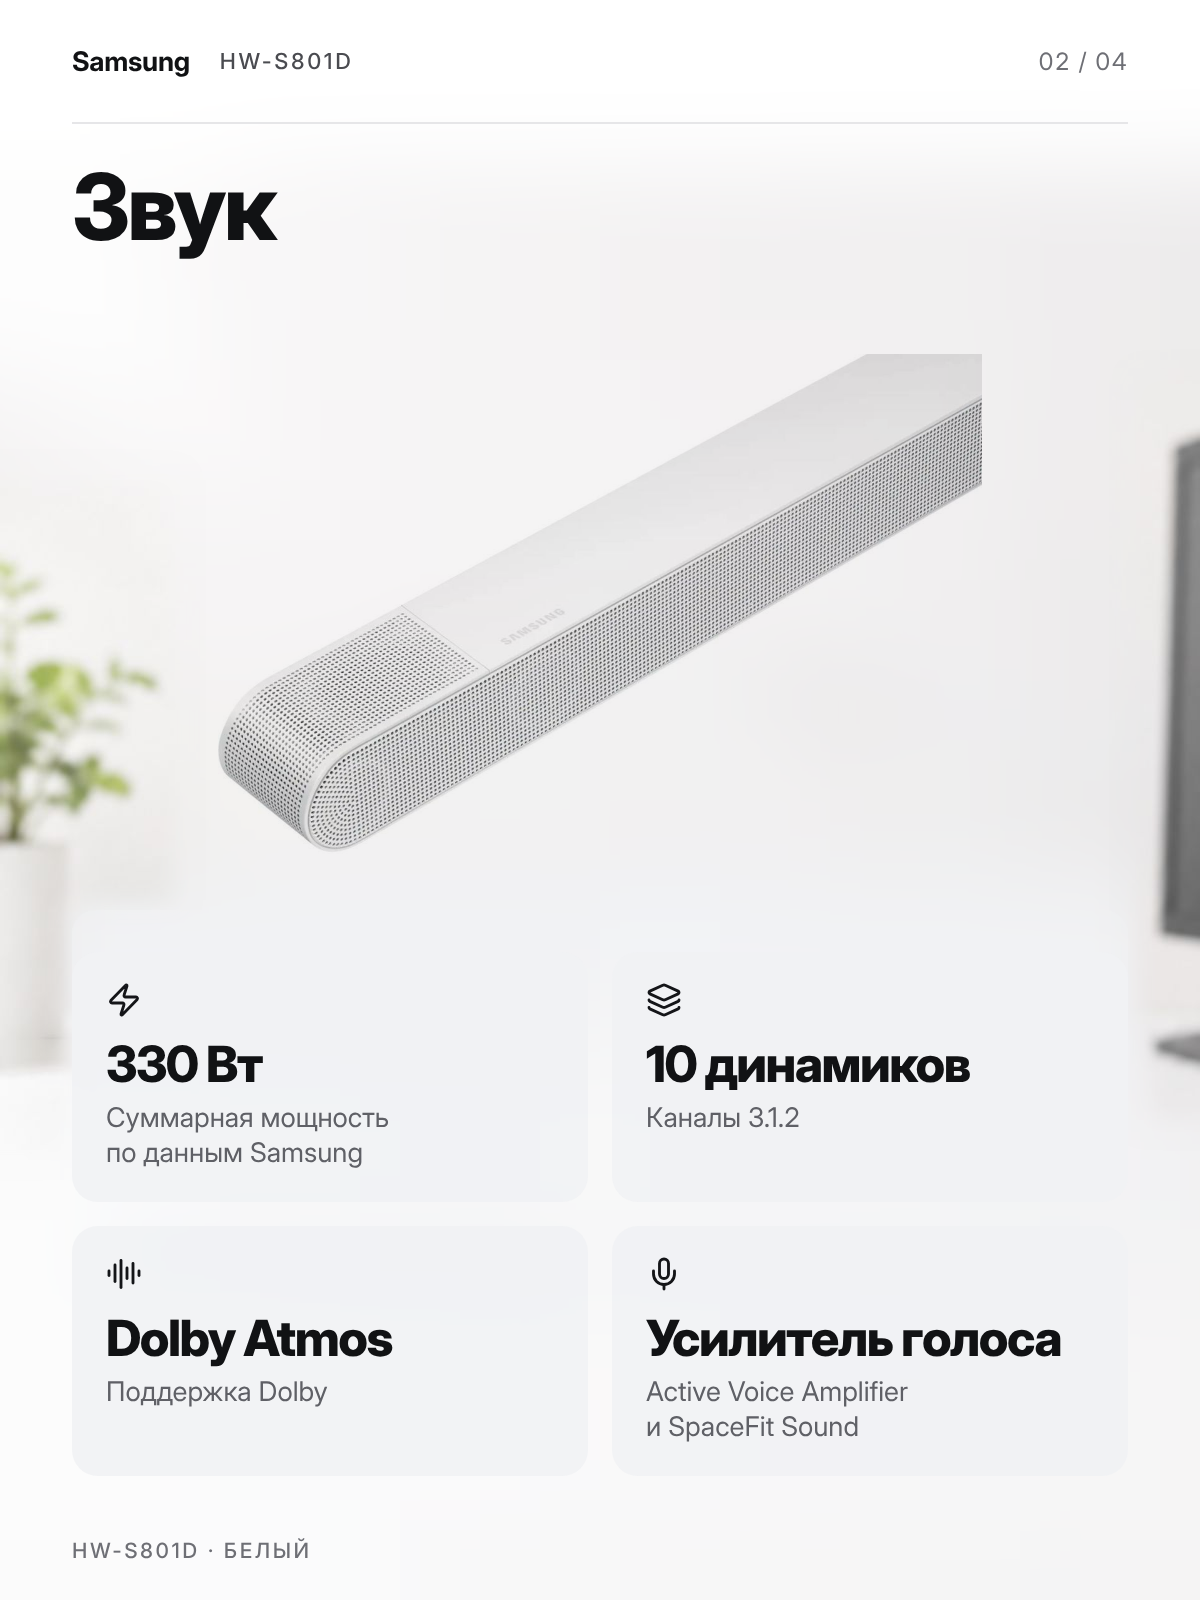 Samsung HW-S801D 02 / 04
Звук
SAMSUNG
330 Вт
Суммарная мощность
по данным Samsung
10 динамиков
Каналы 3.1.2
Dolby Atmos
Поддержка Dolby
Усилитель голоса
Active Voice Amplifier
и SpaceFit Sound
HW-S801D · БЕЛЫЙ